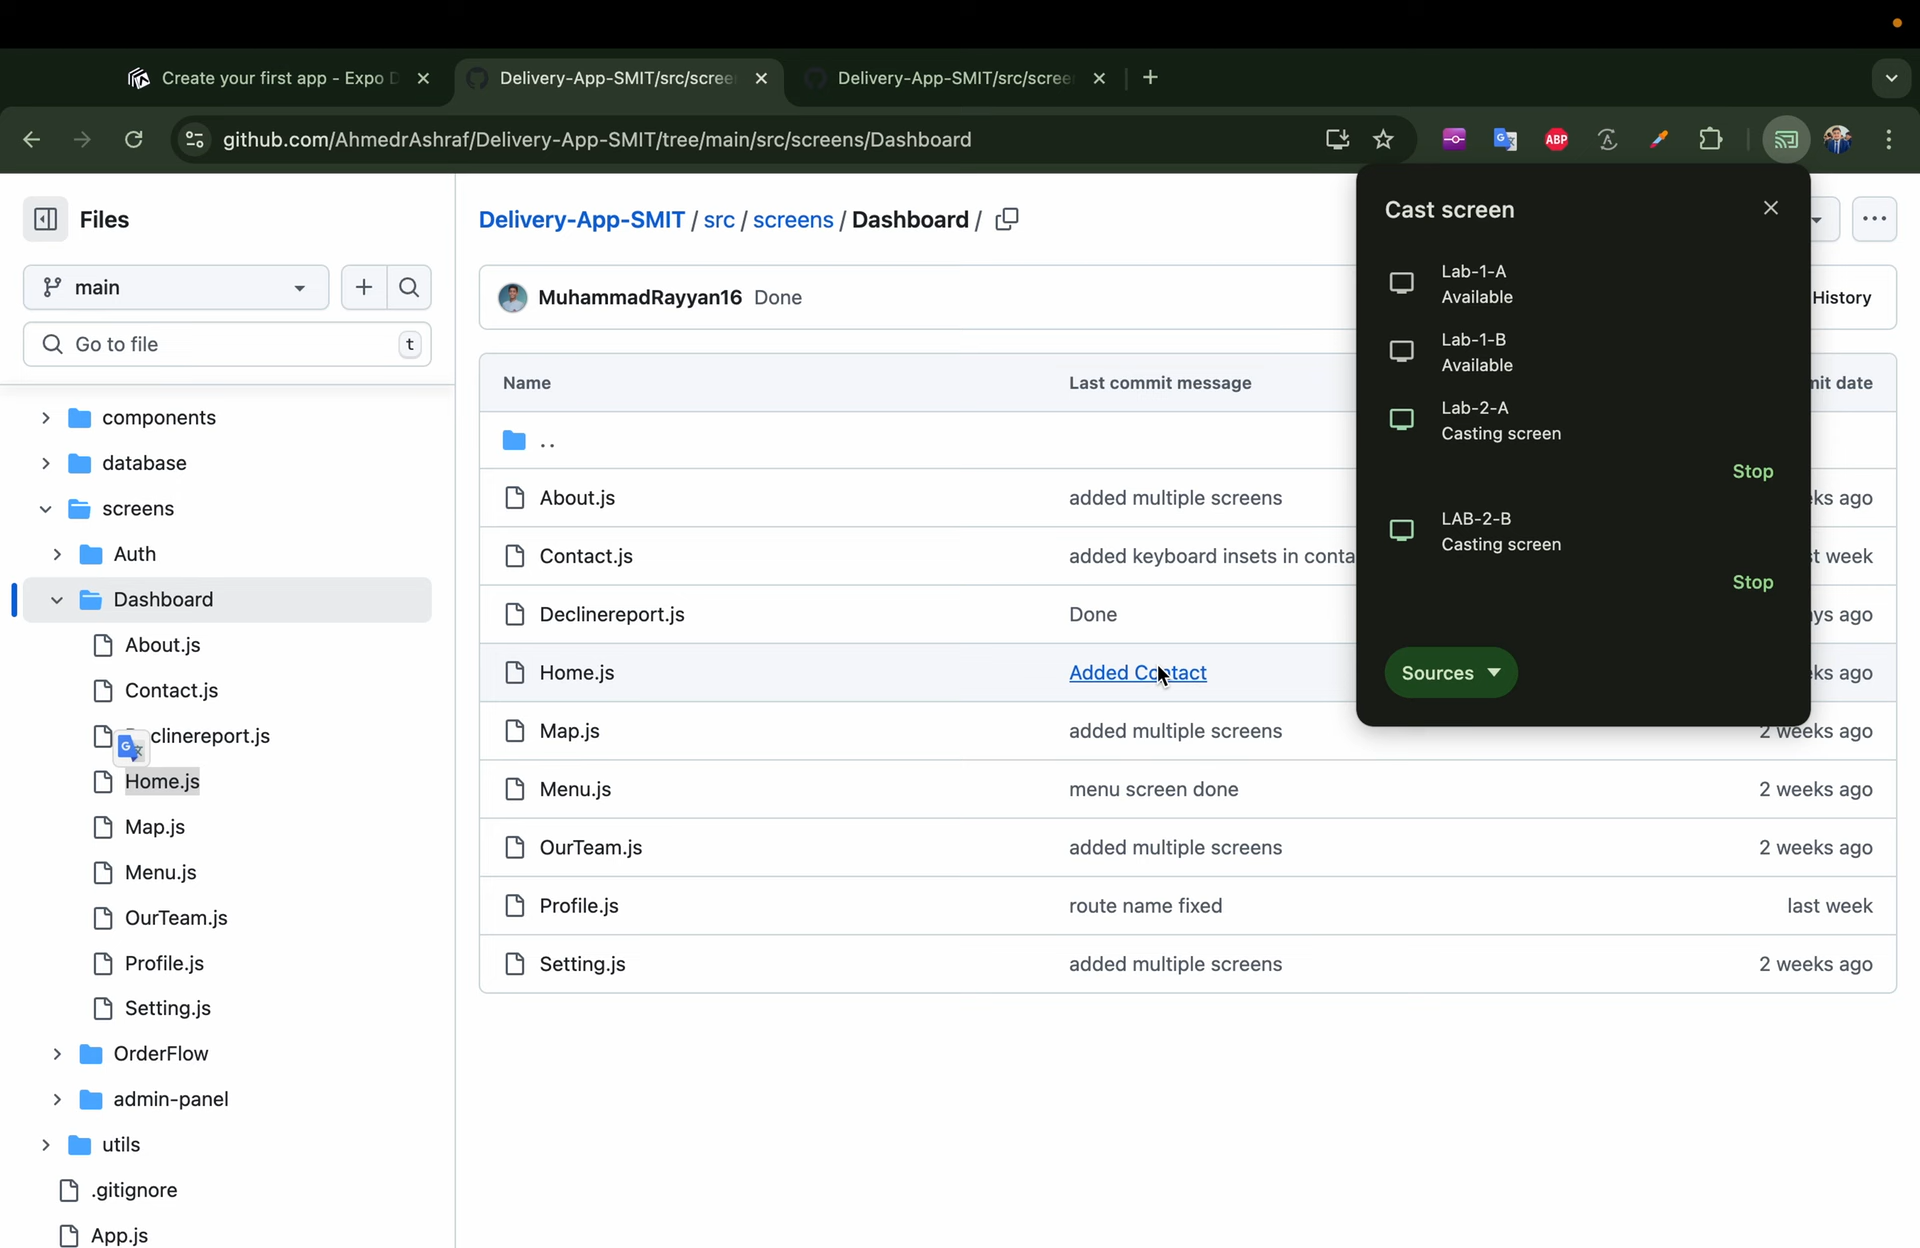 Create your first app - Expo D
Delivery-App-SMIT/src/scree
Delivery-App-SMIT/src/scree
github.com/AhmedrAshraf/Delivery-App-SMIT/tree/main/src/screens/Dashboard
ABP
Files
main
Go to file
t
components
database
screens
Auth
Dashboard
About.js
Contact.js
clinereport.js
Home.js
Map.js
Menu.js
OurTeam.js
Profile.js
Setting.js
OrderFlow
admin-panel
utils
.gitignore
App.js
Delivery-App-SMIT / src / screens / Dashboard /
MuhammadRayyan16 Done
History
Name Last commit message mit date
..
About.js added multiple screens ks ago
Contact.js added keyboard insets in conta t week
Declinereport.js Done ys ago
Home.js Added Contact ks ago
Map.js added multiple screens 2 weeks ago
Menu.js menu screen done 2 weeks ago
OurTeam.js added multiple screens 2 weeks ago
Profile.js route name fixed last week
Setting.js added multiple screens 2 weeks ago
Cast screen
Lab-1-A
Available
Lab-1-B
Available
Lab-2-A
Casting screen
Stop
LAB-2-B
Casting screen
Stop
Sources